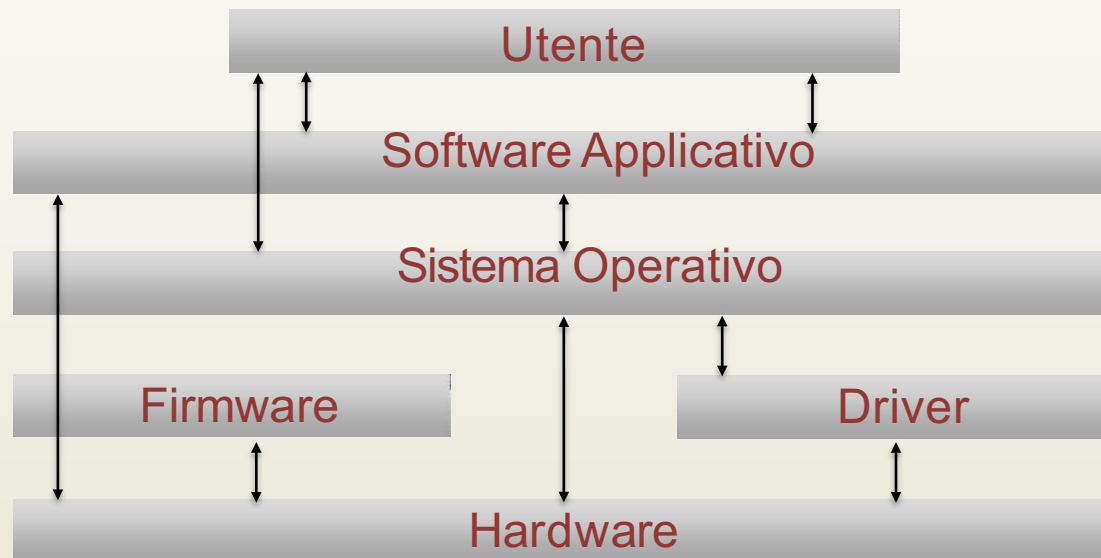 Utente
Software Applicativo
Sistema Operativo
Firmware
Driver
Hardware